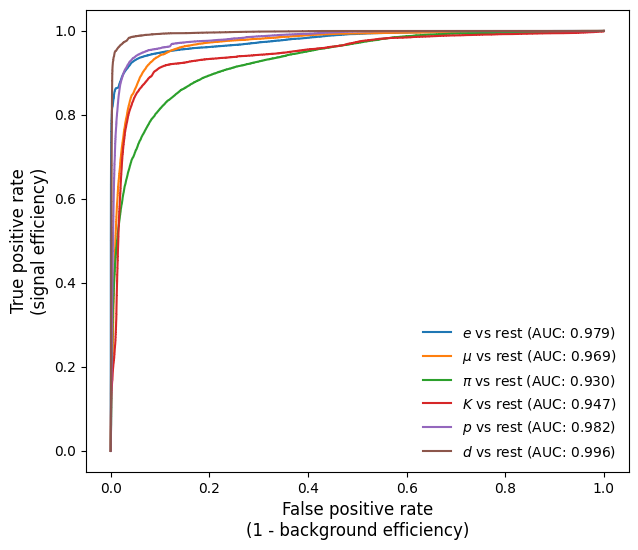 1.0
0.8
0.6
0.4
0.2
0.0
True positive rate
(signal efficiency)
e vs rest (AUC: 0.979)
μ vs rest (AUC: 0.969)
π vs rest (AUC: 0.930)
K vs rest (AUC: 0.947)
p vs rest (AUC: 0.982)
d vs rest (AUC: 0.996)
0.0 0.2 0.4 0.6 0.8 1.0
False positive rate
(1 - background efficiency)